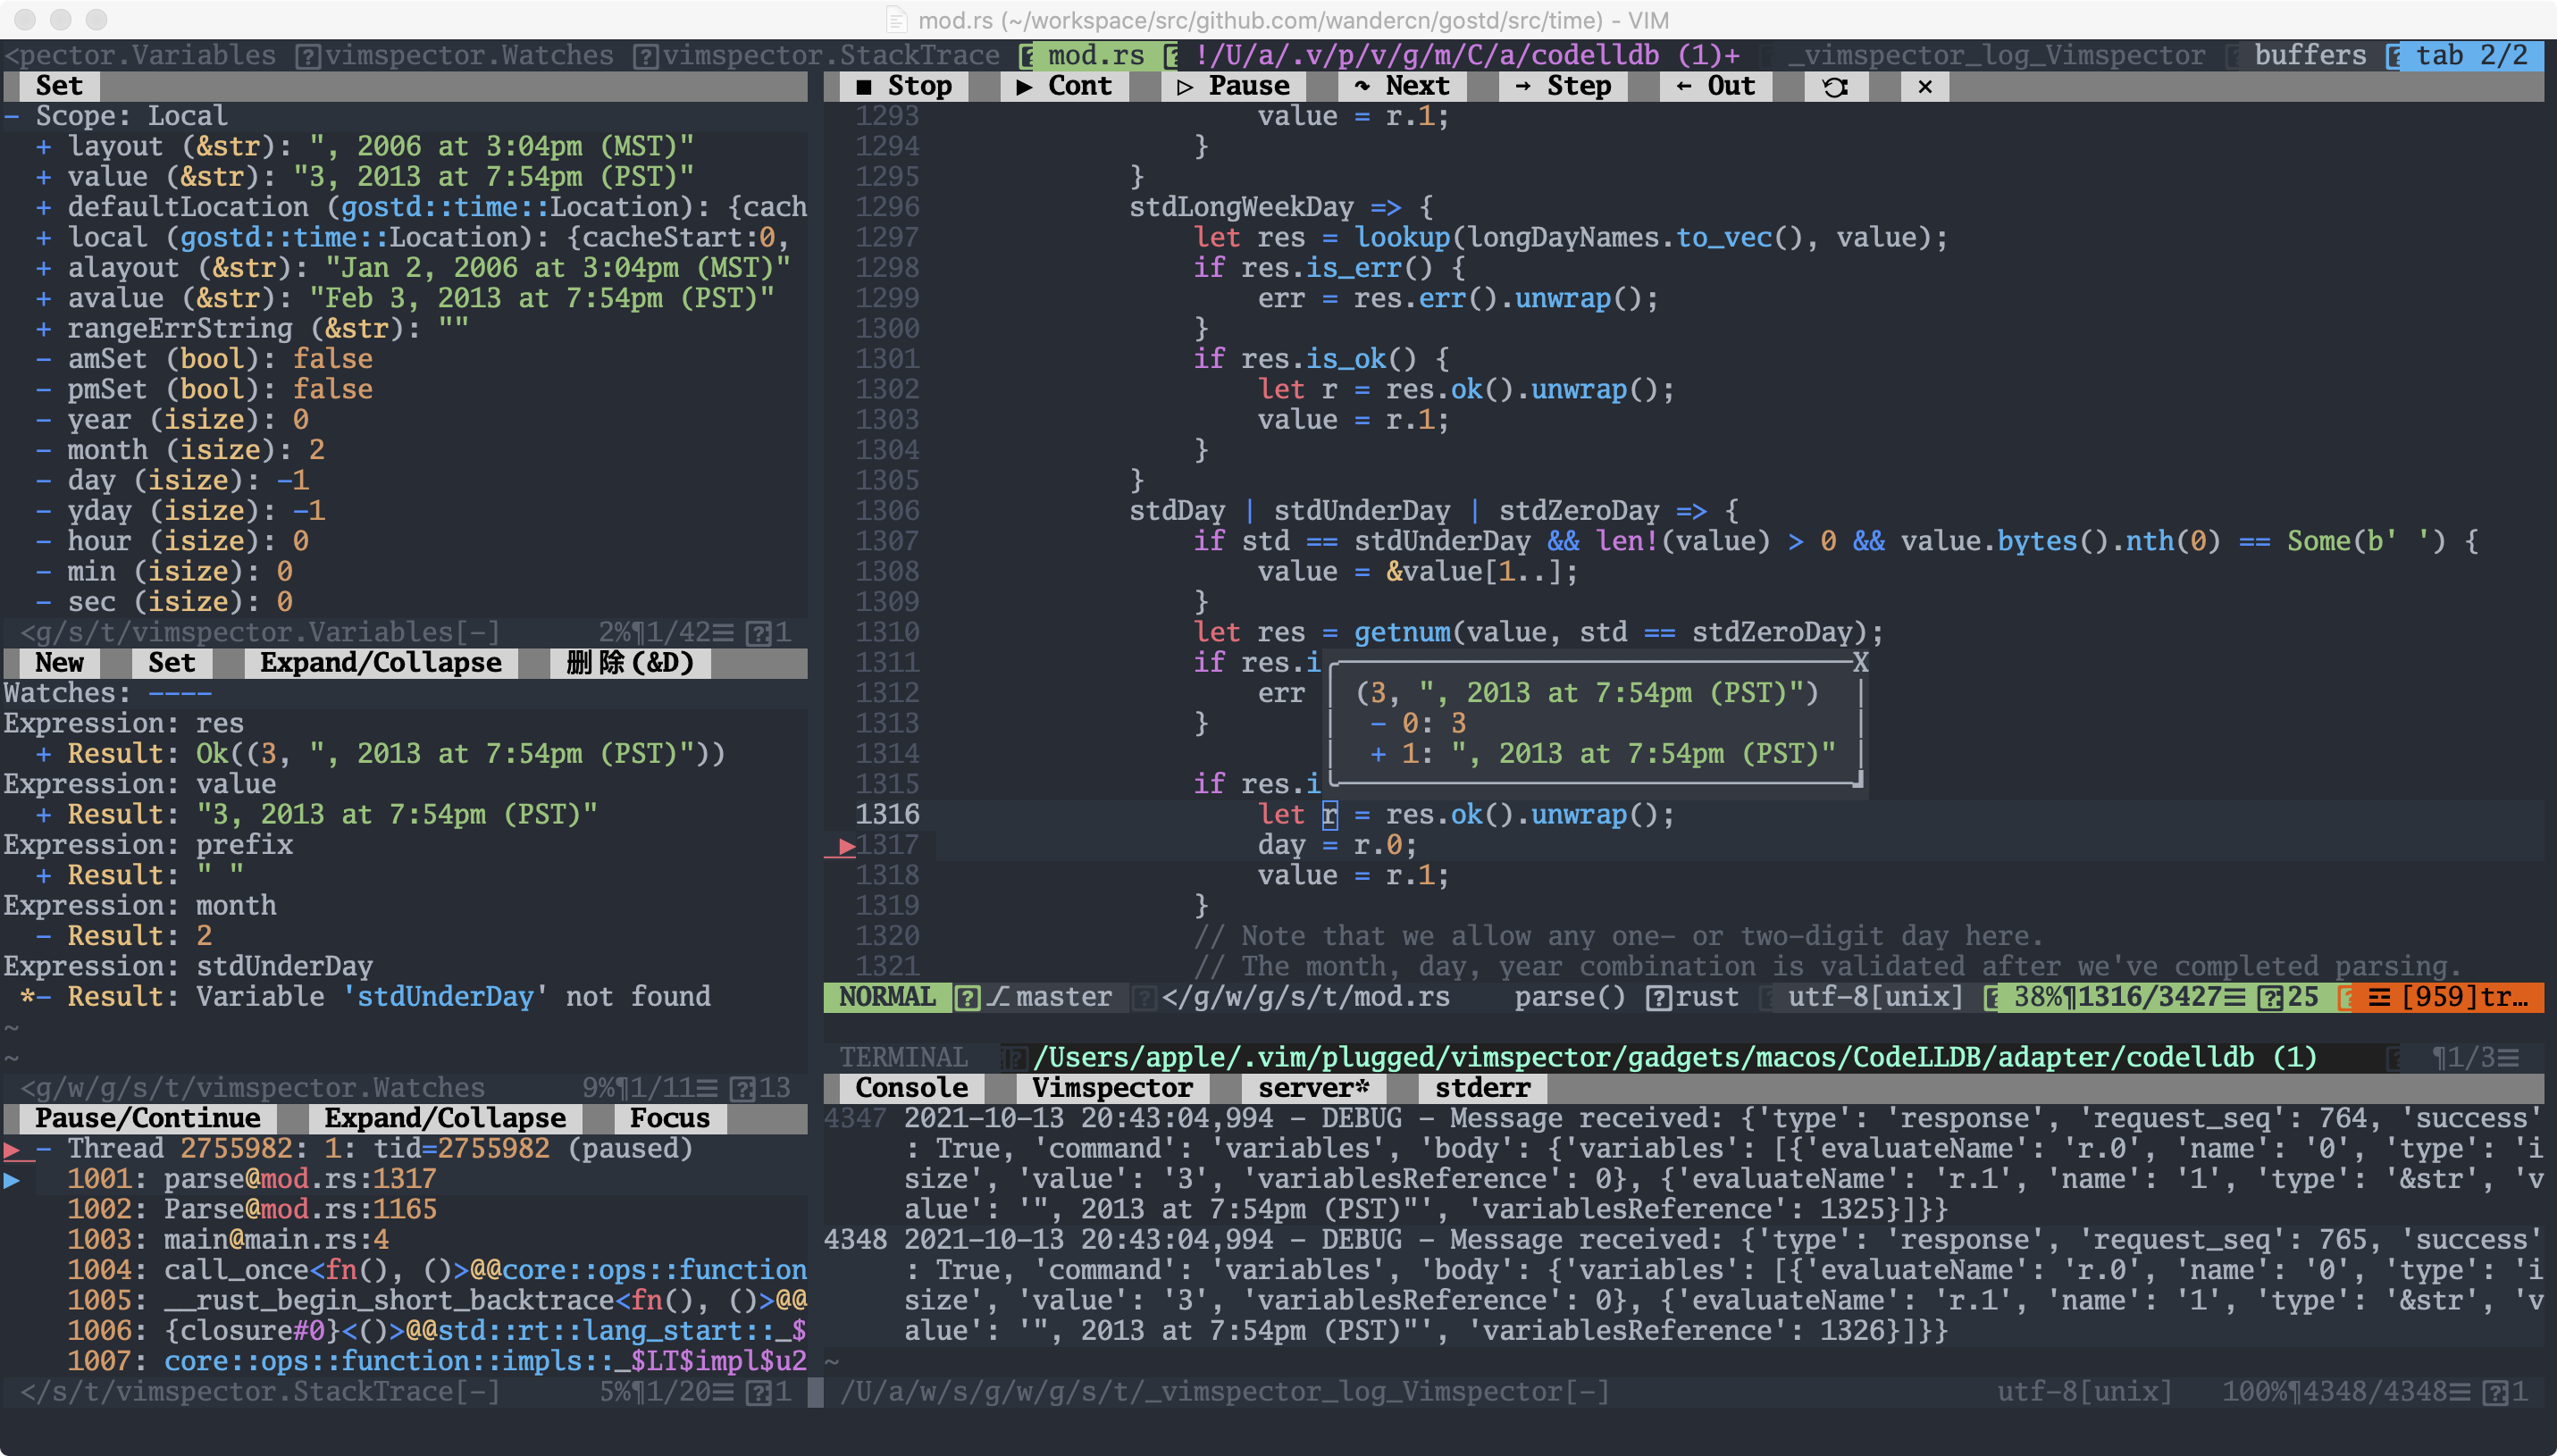 mod.rs (~/workspace/src/github.com/wandercn/gostd/src/time) - VIM
<pector.Variables vimspector.Watches vimspector.StackTrace mod.rs !/U/a/.v/p/v/g/m/C/a/codelldb (1)+ _vimspector_log_Vimspector buffers tab 2/2
Set
- Scope: Local
+ layout (&str): ", 2006 at 3:04pm (MST)"
+ value (&str): "3, 2013 at 7:54pm (PST)"
+ defaultLocation (gostd::time::Location): {cach
+ local (gostd::time::Location): {cacheStart:0,
+ alayout (&str): "Jan 2, 2006 at 3:04pm (MST)"
+ avalue (&str): "Feb 3, 2013 at 7:54pm (PST)"
+ rangeErrString (&str): ""
- amSet (bool): false
- pmSet (bool): false
- year (isize): 0
- month (isize): 2
- day (isize): -1
- yday (isize): -1
- hour (isize): 0
- min (isize): 0
- sec (isize): 0
<g/s/t/vimspector.Variables[-] 2%¶1/42≡ 1
New Set Expand/Collapse 删除(&D)
Watches: ----
Expression: res
+ Result: Ok((3, ", 2013 at 7:54pm (PST)"))
Expression: value
+ Result: "3, 2013 at 7:54pm (PST)"
Expression: prefix
+ Result: " "
Expression: month
- Result: 2
Expression: stdUnderDay
*- Result: Variable 'stdUnderDay' not found
~
~
<g/w/g/s/t/vimspector.Watches 9%¶1/11≡ 13
Pause/Continue Expand/Collapse Focus
▶ - Thread 2755982: 1: tid=2755982 (paused)
▶ 1001: parse@mod.rs:1317
1002: Parse@mod.rs:1165
1003: main@main.rs:4
1004: call_once<fn(), ()>@@core::ops::function
1005: __rust_begin_short_backtrace<fn(), ()>@@
1006: {closure#0}<()>@@std::rt::lang_start::_$
1007: core::ops::function::impls::_$LT$impl$u2
</s/t/vimspector.StackTrace[-] 5%¶1/20≡ 1
■ Stop ▶ Cont ▷ Pause ↷ Next → Step ← Out ⟲ ×
1293 value = r.1;
1294 }
1295 }
1296 stdLongWeekDay => {
1297 let res = lookup(longDayNames.to_vec(), value);
1298 if res.is_err() {
1299 err = res.err().unwrap();
1300 }
1301 if res.is_ok() {
1302 let r = res.ok().unwrap();
1303 value = r.1;
1304 }
1305 }
1306 stdDay | stdUnderDay | stdZeroDay => {
1307 if std == stdUnderDay && len!(value) > 0 && value.bytes().nth(0) == Some(b' ') {
1308 value = &value[1..];
1309 }
1310 let res = getnum(value, std == stdZeroDay);
1311 if res.i X
1312 err (3, ", 2013 at 7:54pm (PST)")
1313 } - 0: 3
1314 + 1: ", 2013 at 7:54pm (PST)"
1315 if res.i
1316 let r = res.ok().unwrap();
▶1317 day = r.0;
1318 value = r.1;
1319 }
1320 // Note that we allow any one- or two-digit day here.
1321 // The month, day, year combination is validated after we've completed parsing.
NORMAL master </g/w/g/s/t/mod.rs parse() rust utf-8[unix] 38%¶1316/3427≡ 25 [959]tr…
TERMINAL /Users/apple/.vim/plugged/vimspector/gadgets/macos/CodeLLDB/adapter/codelldb (1) ¶1/3≡
Console Vimspector server* stderr
4347 2021-10-13 20:43:04,994 - DEBUG - Message received: {'type': 'response', 'request_seq': 764, 'success'
: True, 'command': 'variables', 'body': {'variables': [{'evaluateName': 'r.0', 'name': '0', 'type': 'i
size', 'value': '3', 'variablesReference': 0}, {'evaluateName': 'r.1', 'name': '1', 'type': '&str', 'v
alue': '", 2013 at 7:54pm (PST)"', 'variablesReference': 1325}]}}
4348 2021-10-13 20:43:04,994 - DEBUG - Message received: {'type': 'response', 'request_seq': 765, 'success'
: True, 'command': 'variables', 'body': {'variables': [{'evaluateName': 'r.0', 'name': '0', 'type': 'i
size', 'value': '3', 'variablesReference': 0}, {'evaluateName': 'r.1', 'name': '1', 'type': '&str', 'v
alue': '", 2013 at 7:54pm (PST)"', 'variablesReference': 1326}]}}
~
/U/a/w/s/g/w/g/s/t/_vimspector_log_Vimspector[-] utf-8[unix] 100%¶4348/4348≡ 1